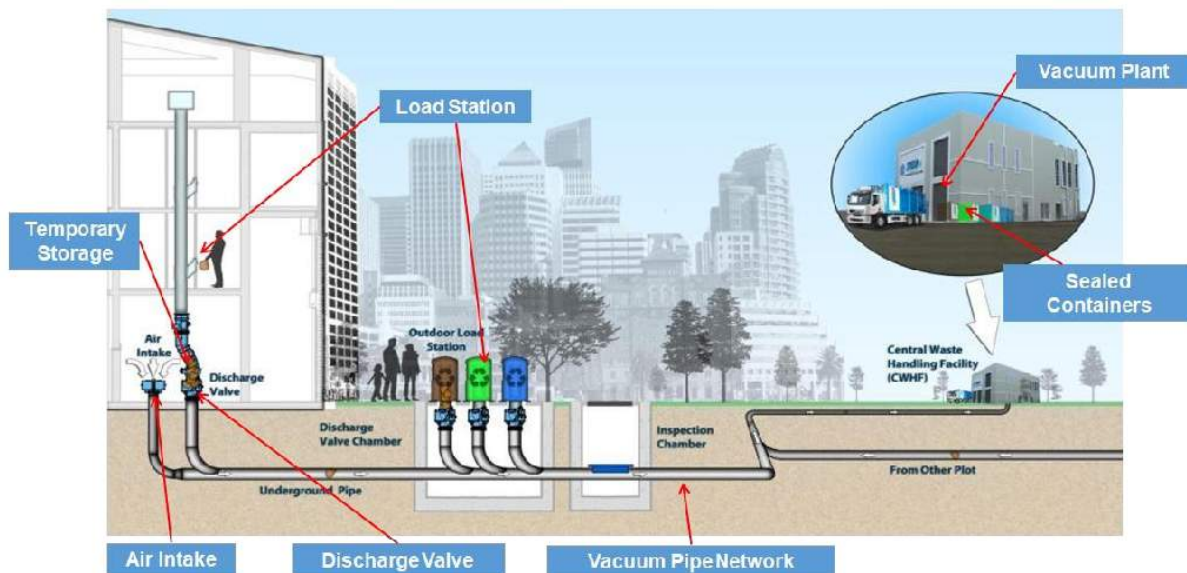 Vacuum Plant
Load Station
Temporary
Storage
Sealed
Containers
Air
Intake
Discharge
Valve
Outdoor Load
Station
Central Waste
Handling Facility
(CWHF)
Discharge
Valve Chamber
Inspection
Chamber
From Other Plot
Underground Pipe
Air Intake
Discharge Valve
Vacuum Pipe Network